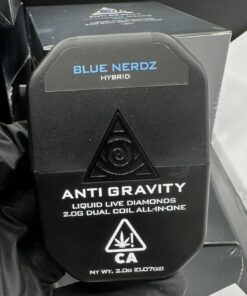 BLUE NERDZ
HYBRID
ANTI GRAVITY
LIQUID LIVE DIAMONDS
2.0G DUAL COIL ALL-IN-ONE
CA
NT WT. 2.0G (0.07OZ)